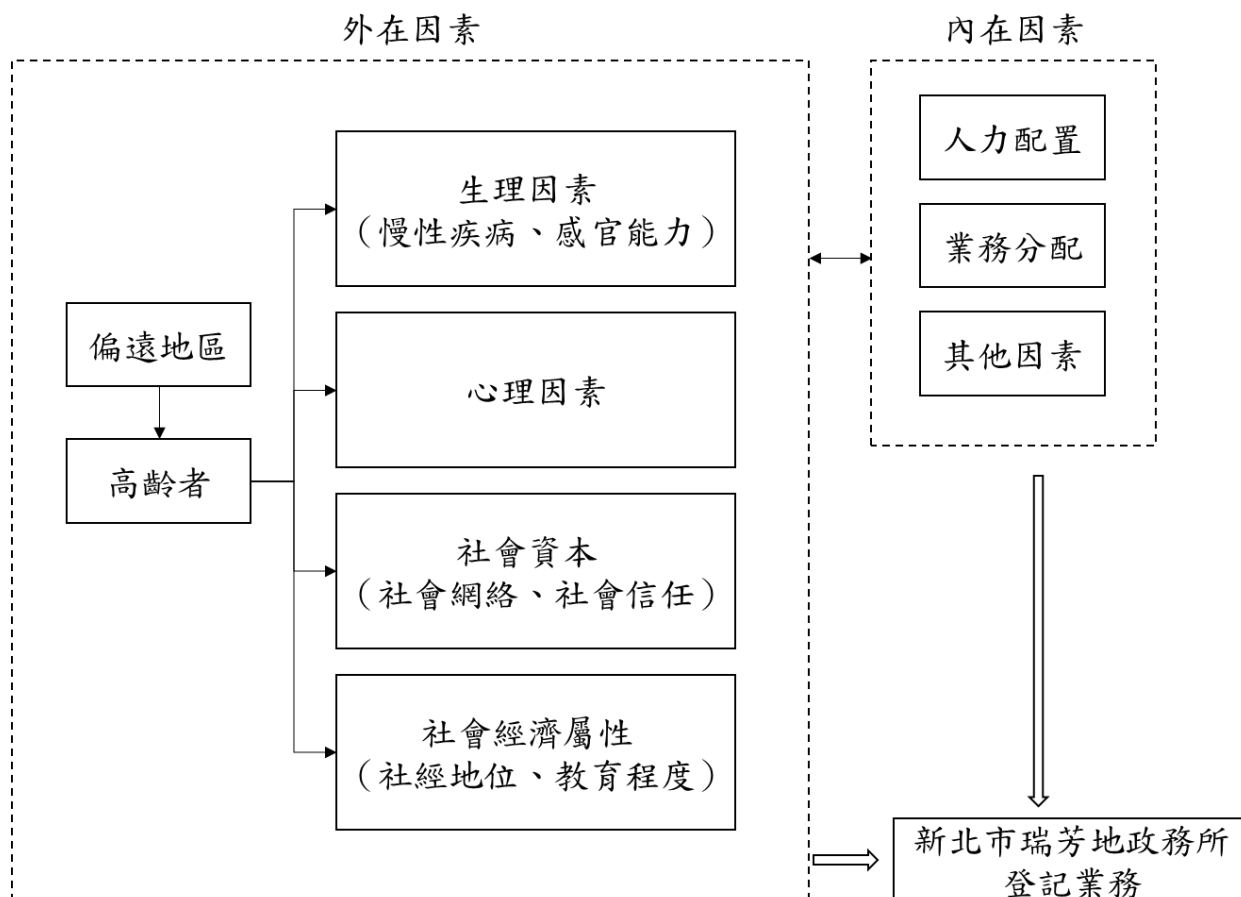 外在因素
內在因素
生理因素
（慢性疾病、感官能力）
心理因素
社會資本
（社會網絡、社會信任）
社會經濟屬性
（社經地位、教育程度）
偏遠地區
高齡者
人力配置
業務分配
其他因素
新北市瑞芳地政務所
登記業務